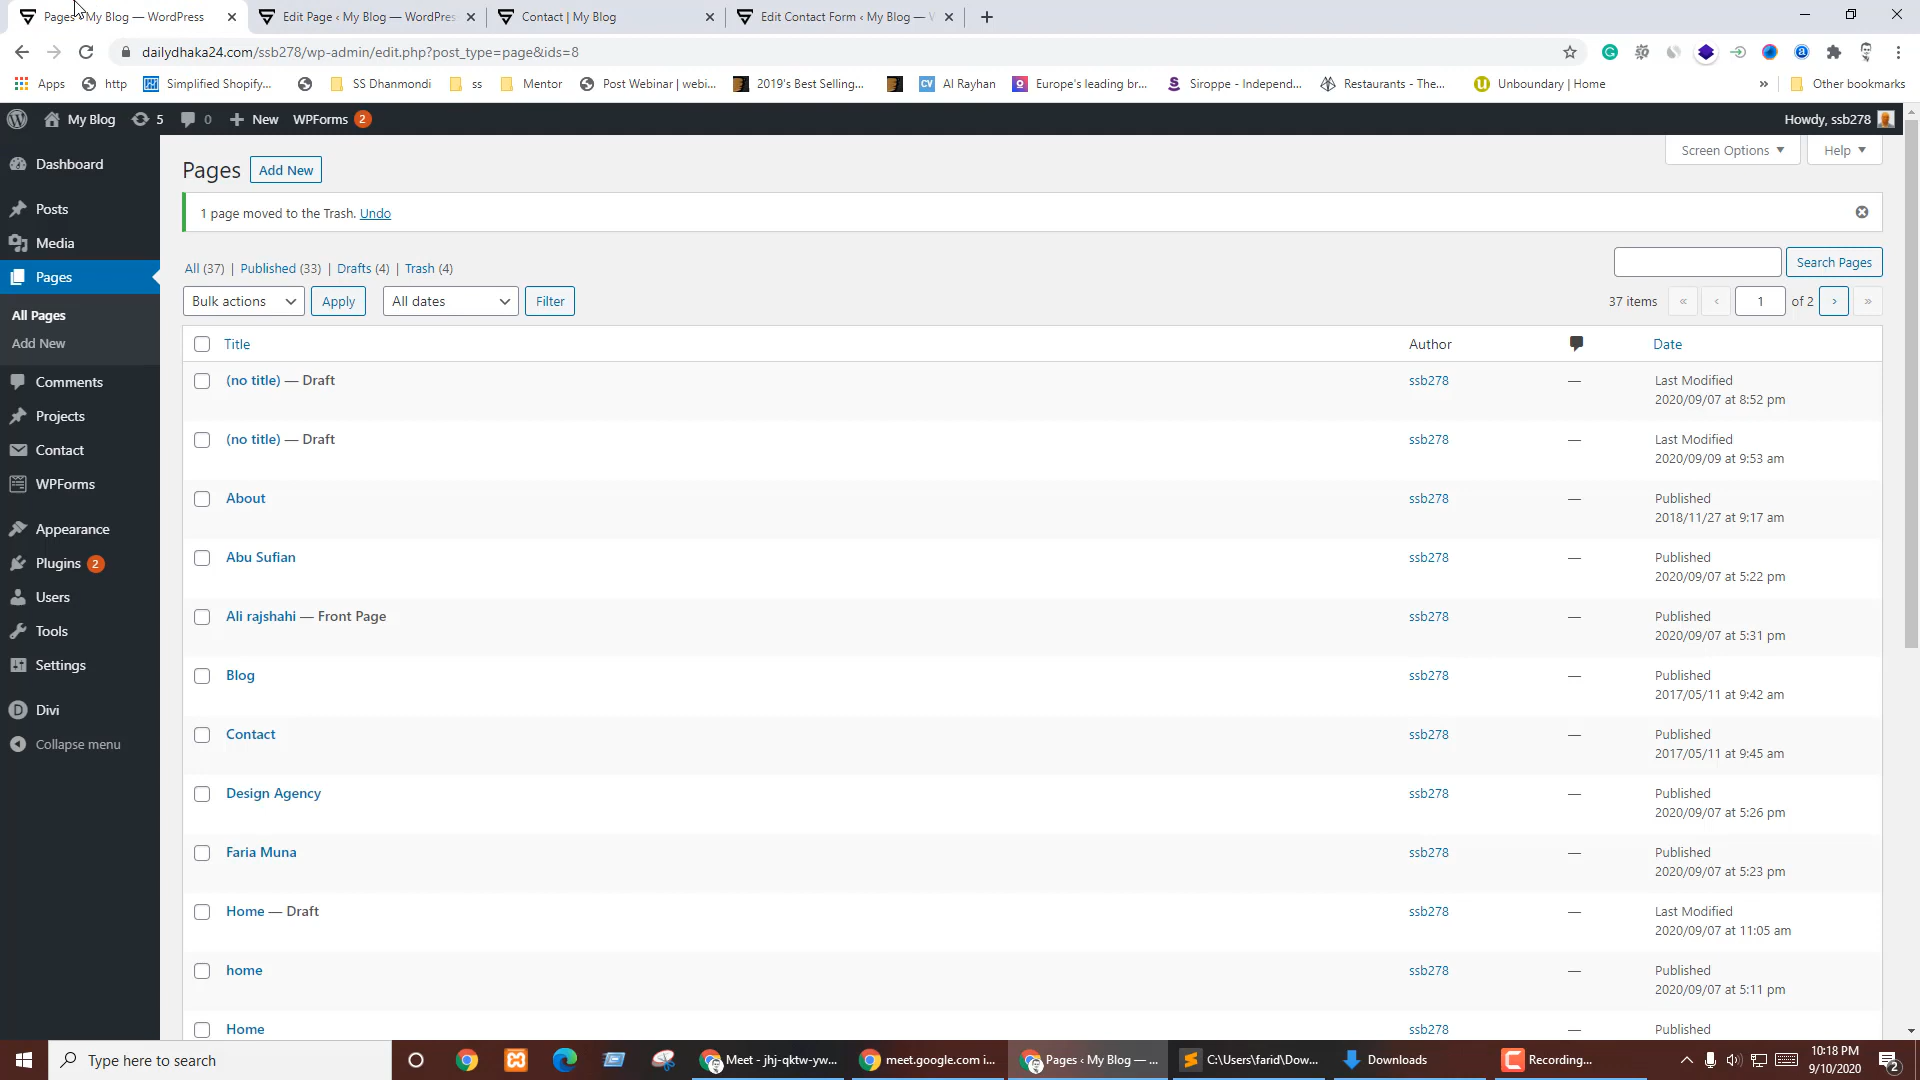 Pages ‹ My Blog — WordPress
Edit Page ‹ My Blog — WordPres
Contact | My Blog
Edit Contact Form ‹ My Blog — W
dailydhaka24.com/ssb278/wp-admin/edit.php?post_type=page&ids=8
Apps
http
Simplified Shopify...
SS Dhanmondi
ss
Mentor
Post Webinar | webi...
2019's Best Selling...
CV Al Rayhan
Europe's leading br...
Siroppe - Independ...
Restaurants - The...
Unboundary | Home
»
Other bookmarks
My Blog
5
0
New
WPForms 2
Howdy, ssb278
Dashboard
Posts
Media
Pages
All Pages
Add New
Comments
Projects
Contact
WPForms
Appearance
Plugins 2
Users
Tools
Settings
Divi
Collapse menu
Screen Options
Help
Pages
Add New
1 page moved to the Trash. Undo
All (37) | Published (33) | Drafts (4) | Trash (4)
Search Pages
Bulk actions
Apply
All dates
Filter
37 items « ‹ 1 of 2 › »
Title Author Date
(no title) — Draft ssb278 — Last Modified
2020/09/07 at 8:52 pm
(no title) — Draft ssb278 — Last Modified
2020/09/09 at 9:53 am
About ssb278 — Published
2018/11/27 at 9:17 am
Abu Sufian ssb278 — Published
2020/09/07 at 5:22 pm
Ali rajshahi — Front Page ssb278 — Published
2020/09/07 at 5:31 pm
Blog ssb278 — Published
2017/05/11 at 9:42 am
Contact ssb278 — Published
2017/05/11 at 9:45 am
Design Agency ssb278 — Published
2020/09/07 at 5:26 pm
Faria Muna ssb278 — Published
2020/09/07 at 5:23 pm
Home — Draft ssb278 — Last Modified
2020/09/07 at 11:05 am
home ssb278 — Published
2020/09/07 at 5:11 pm
Home ssb278 — Published
Type here to search
Meet - jhj-qktw-yw...
meet.google.com i...
Pages ‹ My Blog — ...
C:\Users\farid\Dow...
Downloads
Recording...
10:18 PM
9/10/2020
2